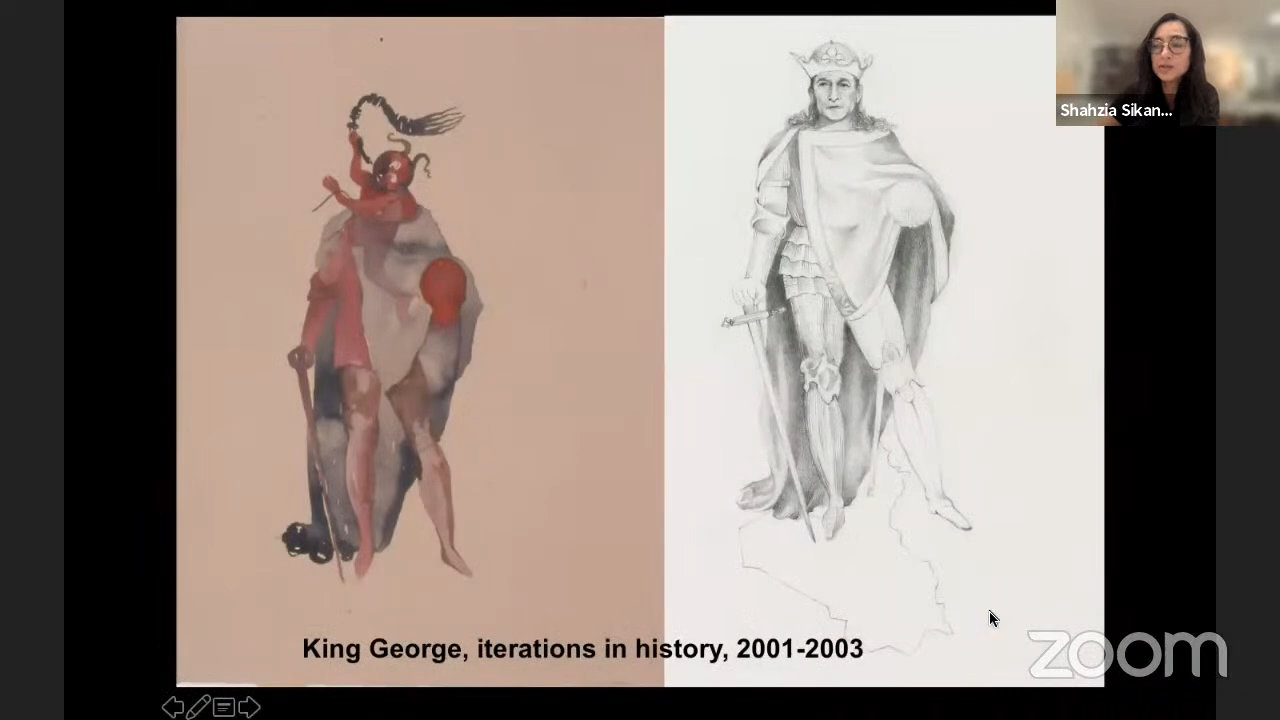 Shahzia Sikan...
King George, iterations in history, 2001-2003
zoom